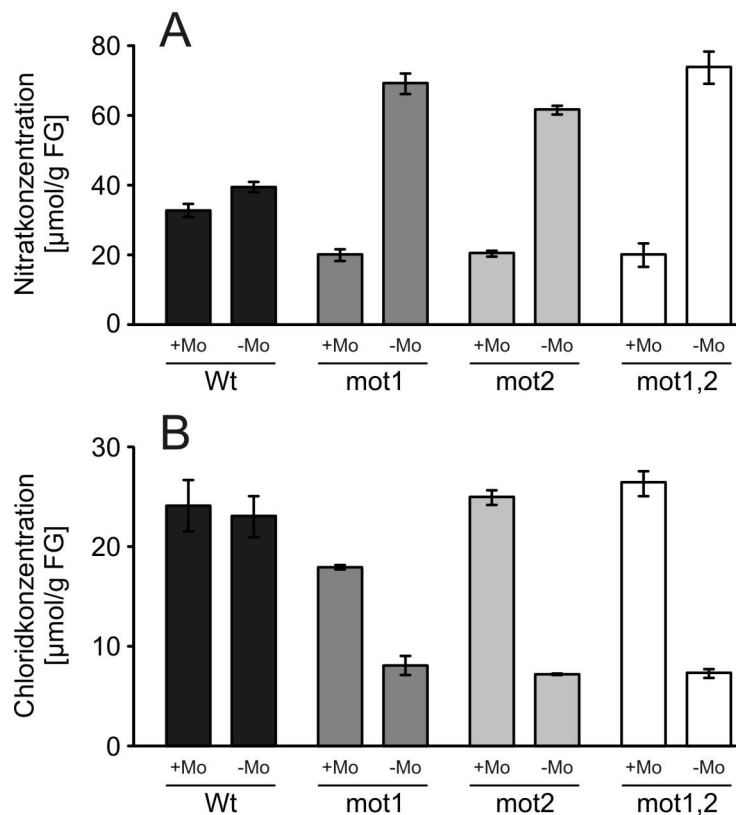 A
Nitratkonzentration
[µmol/g FG]
80
60
40
20
0
+Mo -Mo +Mo -Mo +Mo -Mo +Mo -Mo
Wt mot1 mot2 mot1,2
B
Chloridkonzentration
[µmol/g FG]
30
20
10
0
+Mo -Mo +Mo -Mo +Mo -Mo +Mo -Mo
Wt mot1 mot2 mot1,2